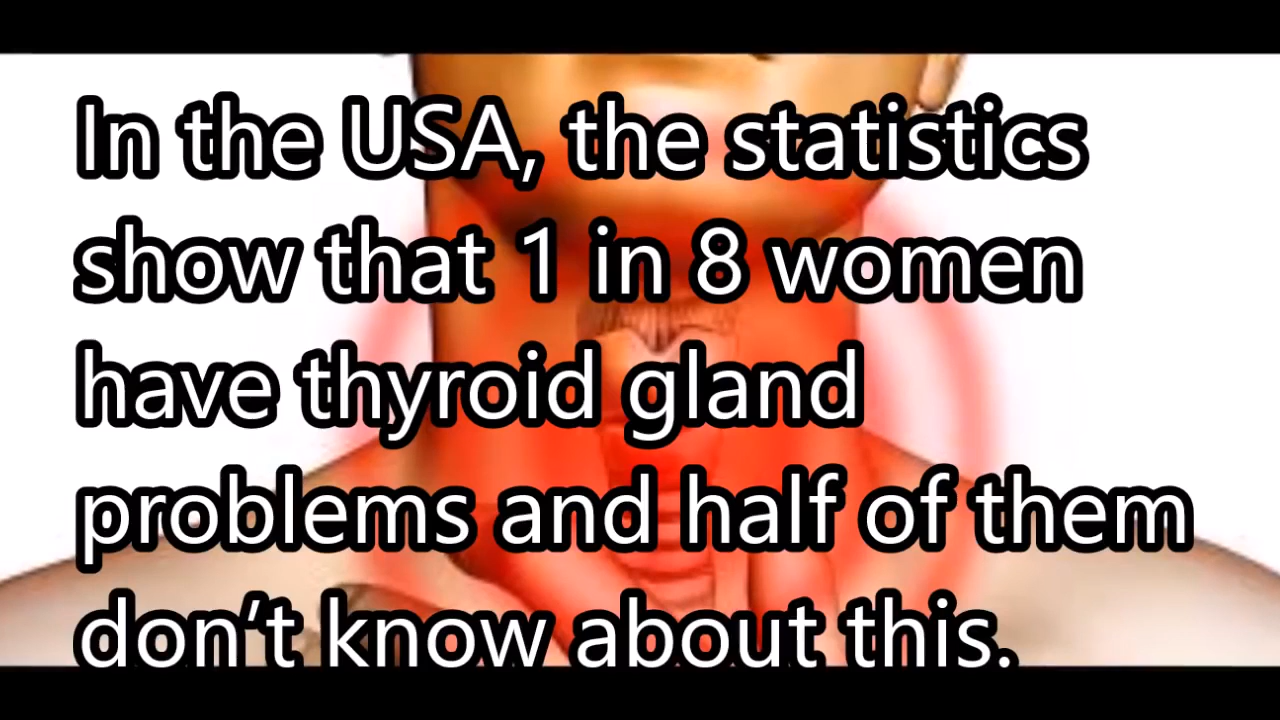 In the USA, the statistics
show that 1 in 8 women
have thyroid gland
problems and half of them
don’t know about this.